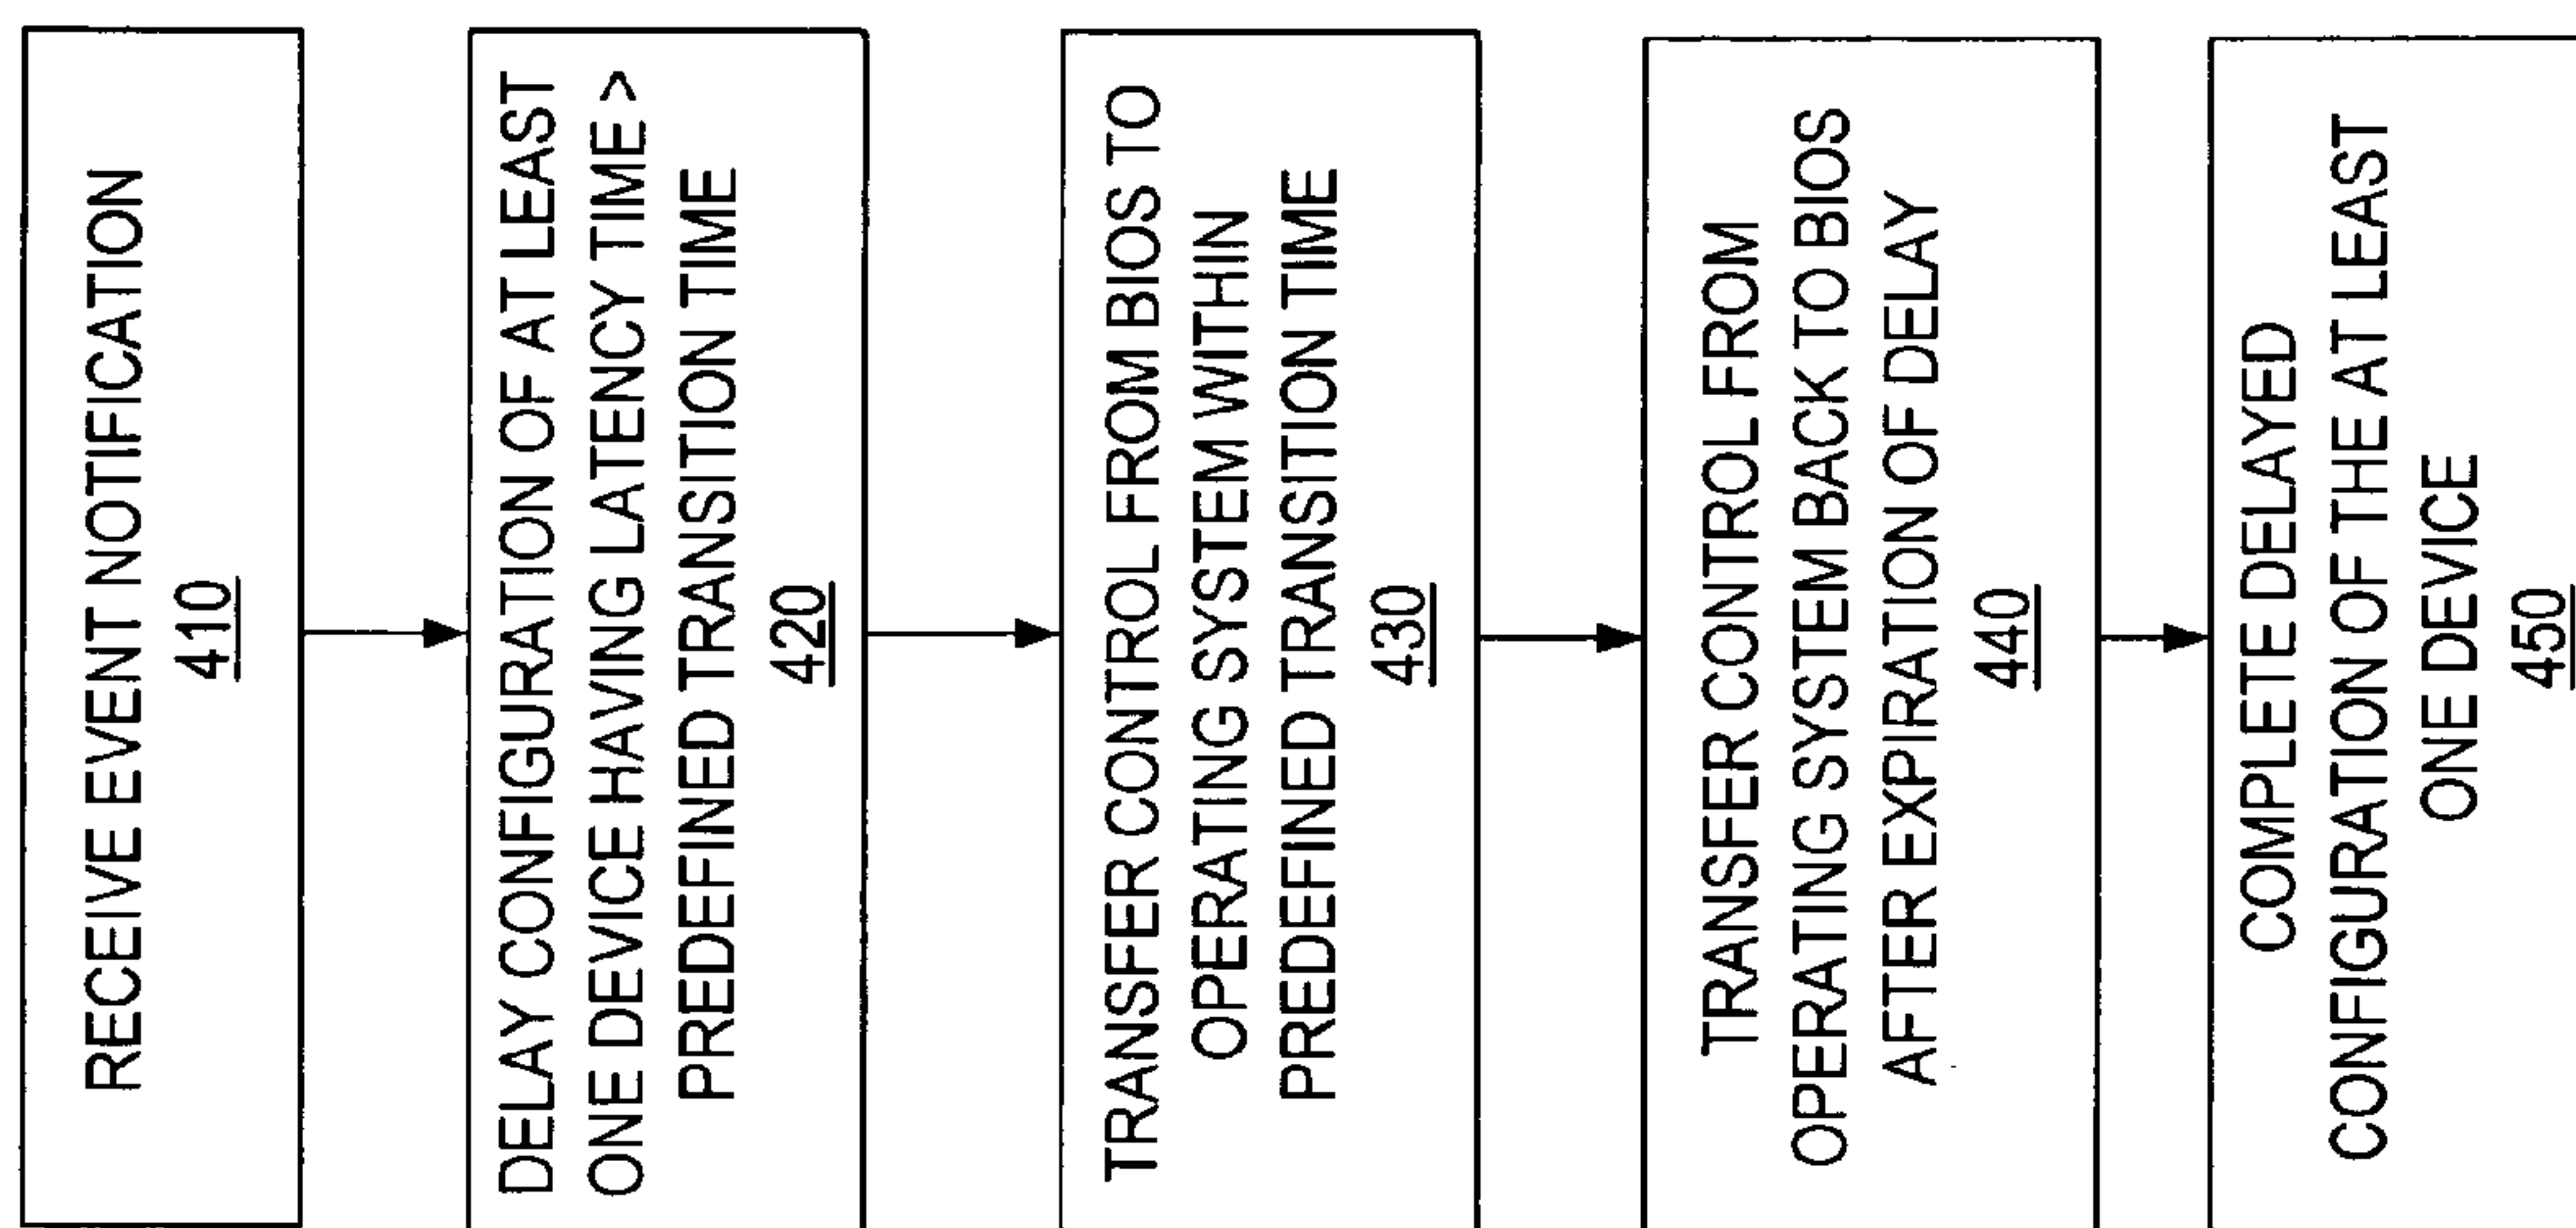 RECEIVE EVENT NOTIFICATION
410
DELAY CONFIGURATION OF AT LEAST
ONE DEVICE HAVING LATENCY TIME >
PREDEFINED TRANSITION TIME
420
TRANSFER CONTROL FROM BIOS TO
OPERATING SYSTEM WITHIN
PREDEFINED TRANSITION TIME
430
TRANSFER CONTROL FROM
OPERATING SYSTEM BACK TO BIOS
AFTER EXPIRATION OF DELAY
440
COMPLETE DELAYED
CONFIGURATION OF THE AT LEAST
ONE DEVICE
450